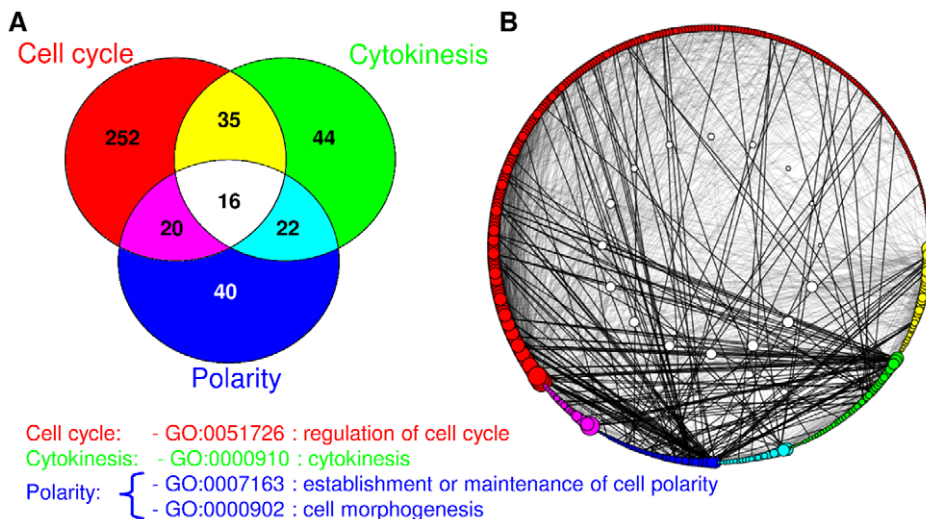 A
B
Cell cycle
Cytokinesis
252
35
44
16
20
22
40
Polarity
Cell cycle: - GO:0051726 : regulation of cell cycle
Cytokinesis: - GO:0000910 : cytokinesis
Polarity: { - GO:0007163 : establishment or maintenance of cell polarity
- GO:0000902 : cell morphogenesis